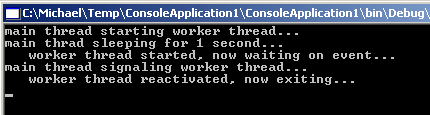 C:\Michael\Temp\ConsoleApplication1\ConsoleApplication1\bin\Debug\
main thread starting worker thread...
main thrad sleeping for 1 second...
worker thread started, now waiting on event...
main thread signaling worker thread...
worker thread reactivated, now exiting...